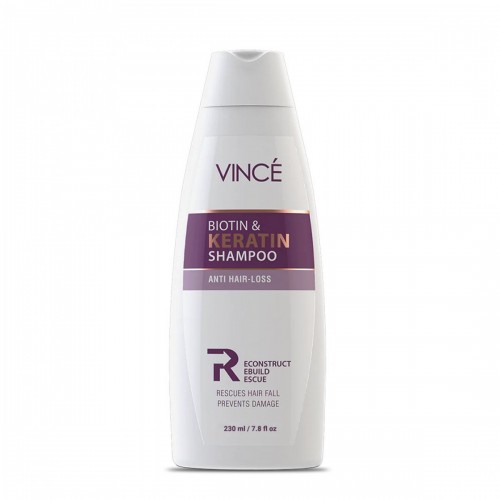 VINCÉ
BIOTIN &
KERATIN
SHAMPOO
ANTI HAIR-LOSS
R ECONSTRUCT
EBUILD
ESCUE
RESCUES HAIR FALL
PREVENTS DAMAGE
230 ml / 7.8 fl oz